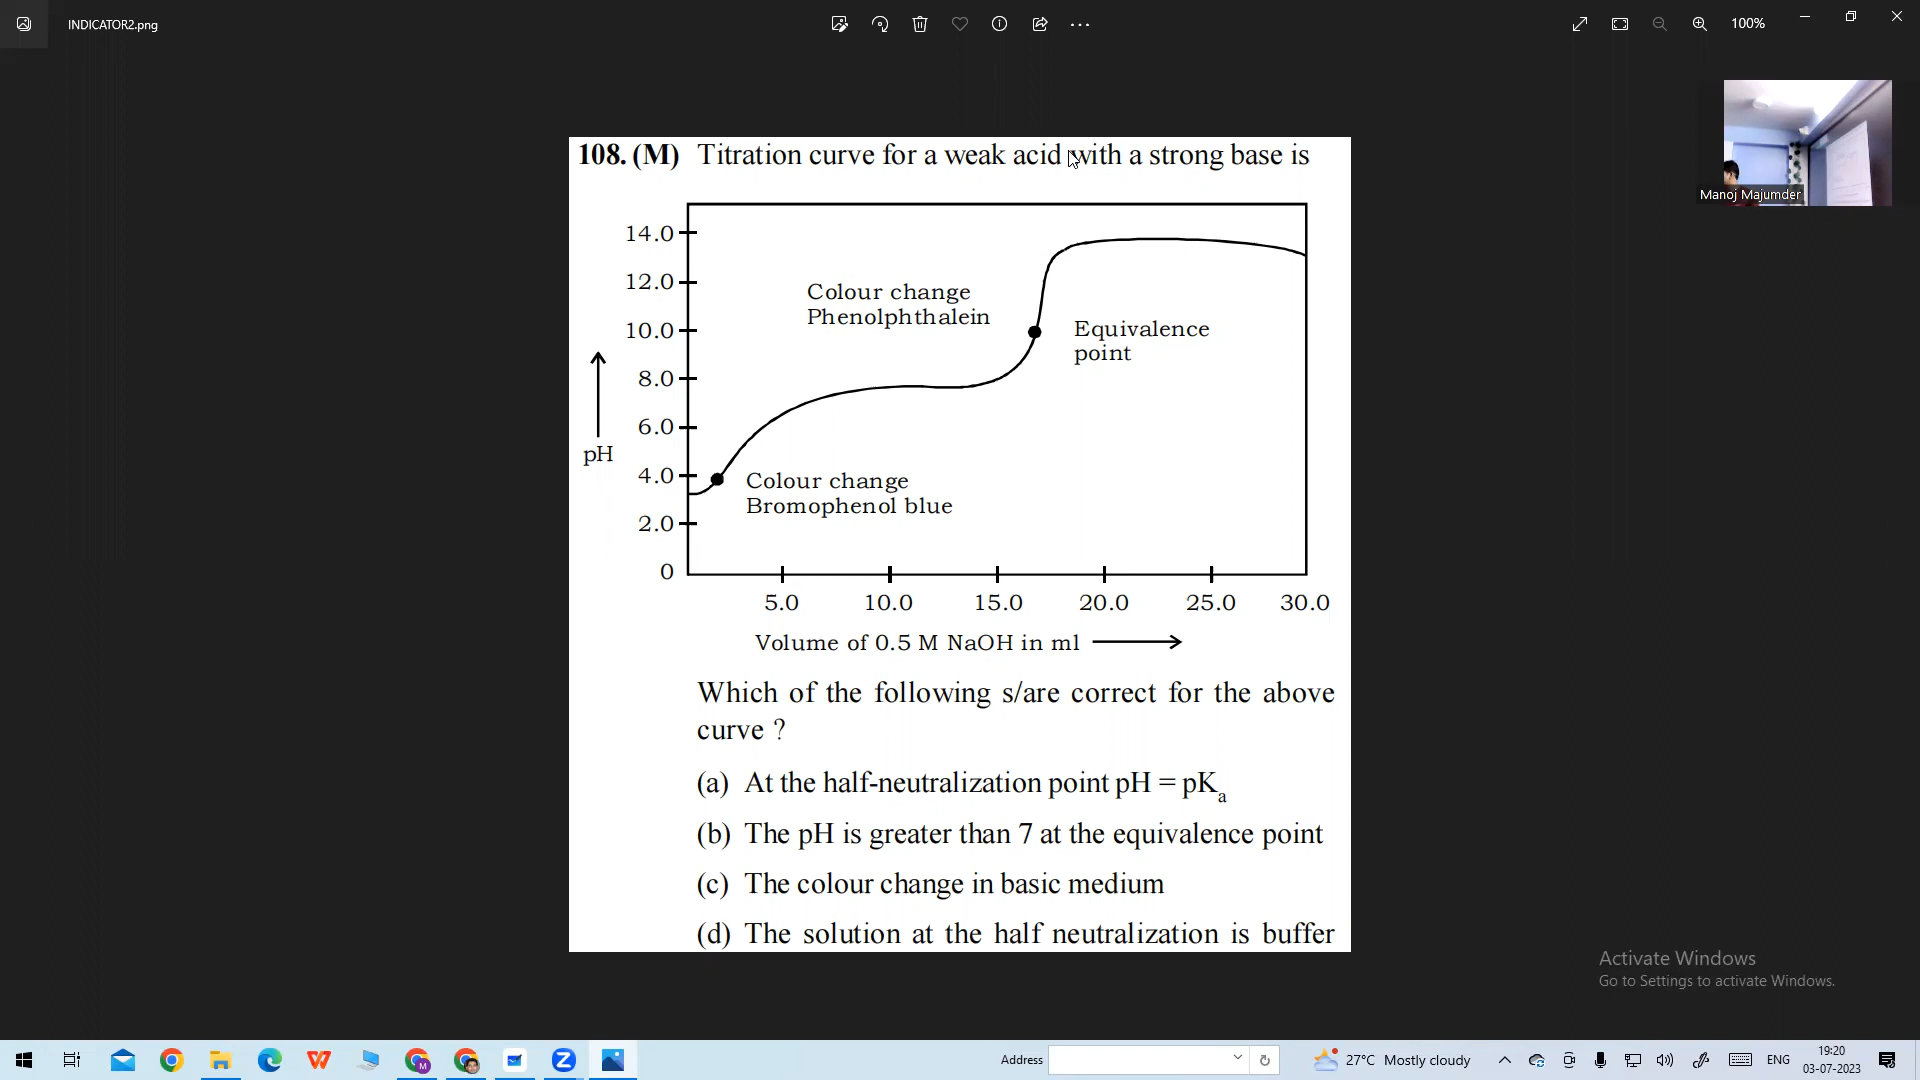 INDICATOR2.png
100%
Manoj Majumder
108. (M) Titration curve for a weak acid with a strong base is
14.0
12.0
10.0
8.0
6.0
4.0
2.0
0
pH
Colour change
Phenolphthalein
Equivalence
point
Colour change
Bromophenol blue
5.0 10.0 15.0 20.0 25.0 30.0
Volume of 0.5 M NaOH in ml
Which of the following s/are correct for the above
curve ?
(a) At the half-neutralization point pH = pKa
(b) The pH is greater than 7 at the equivalence point
(c) The colour change in basic medium
(d) The solution at the half neutralization is buffer
Activate Windows
Go to Settings to activate Windows.
Address
27°C Mostly cloudy
ENG
19:20
03-07-2023